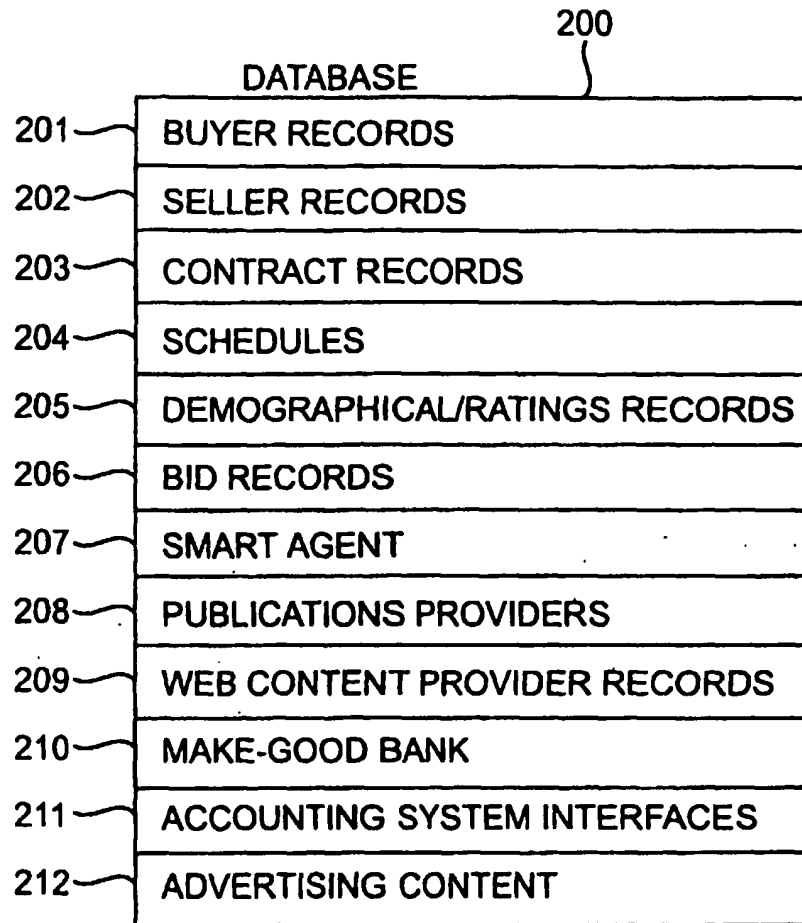 200
DATABASE
201 BUYER RECORDS
202 SELLER RECORDS
203 CONTRACT RECORDS
204 SCHEDULES
205 DEMOGRAPHICAL/RATINGS RECORDS
206 BID RECORDS
207 SMART AGENT
208 PUBLICATIONS PROVIDERS
209 WEB CONTENT PROVIDER RECORDS
210 MAKE-GOOD BANK
211 ACCOUNTING SYSTEM INTERFACES
212 ADVERTISING CONTENT